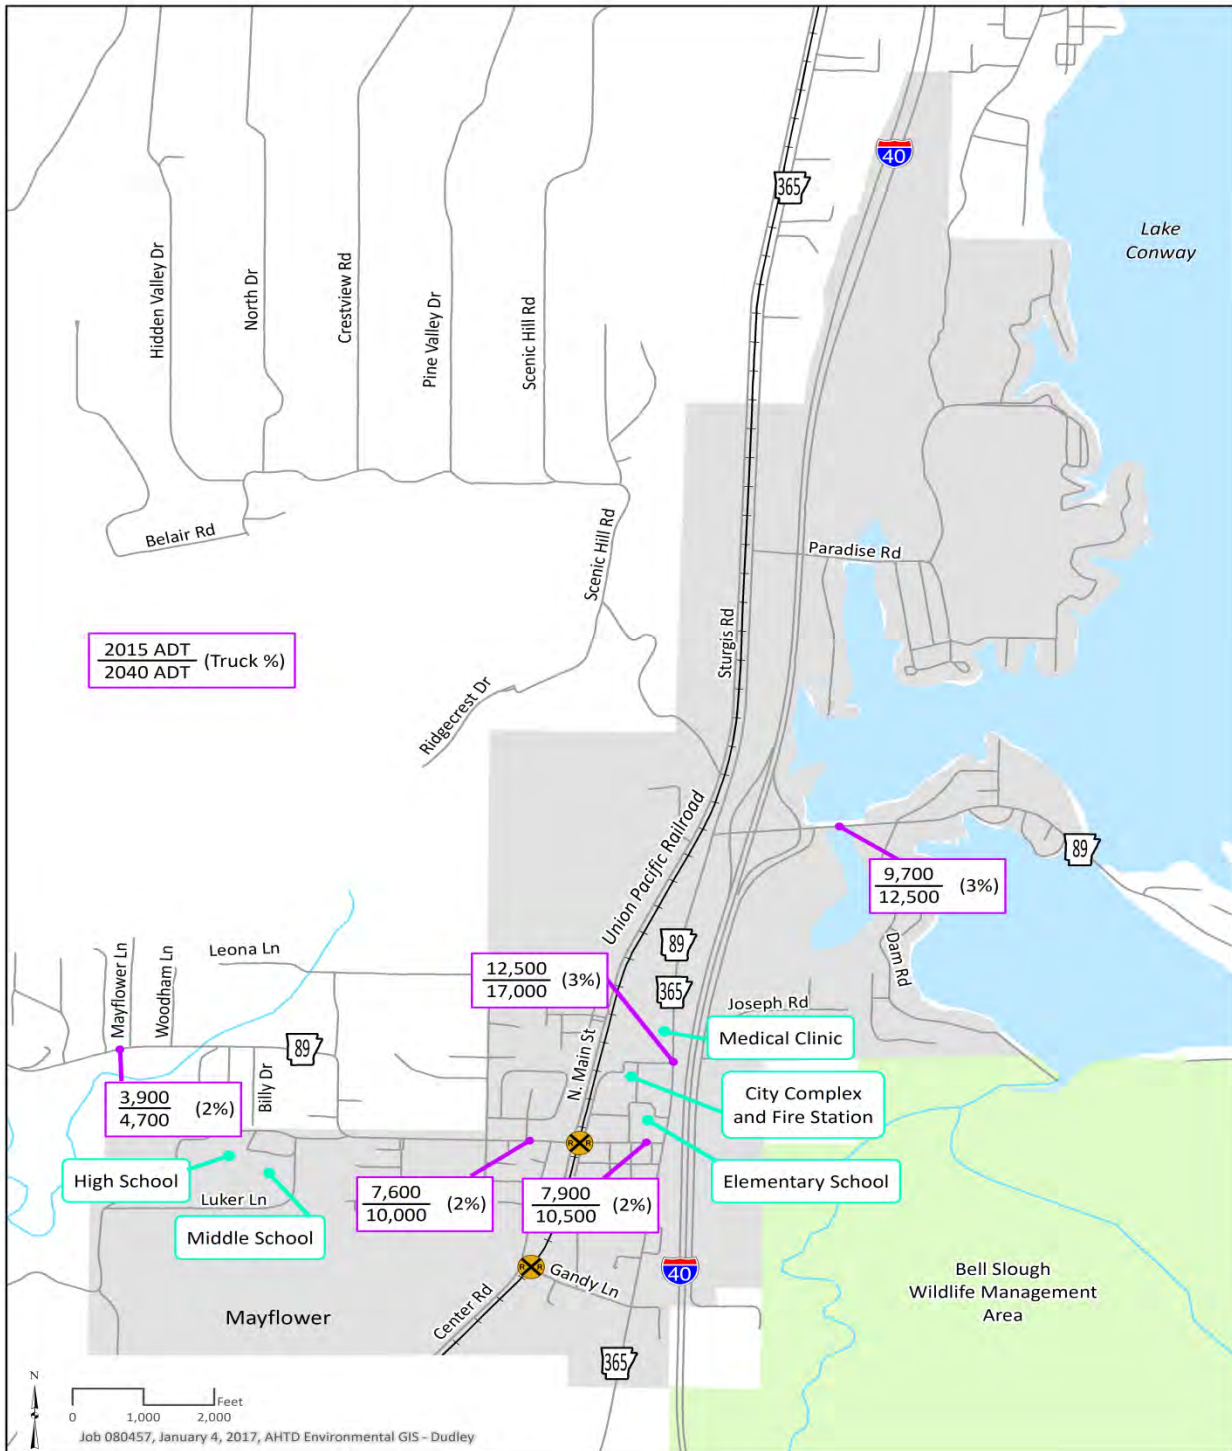 40
365
Lake
Conway
Hidden Valley Dr
North Dr
Crestview Rd
Pine Valley Dr
Scenic Hill Rd
Belair Rd
Scenic Hill Rd
Paradise Rd
Sturgis Rd
2015 ADT
2040 ADT
(Truck %)
Ridgecrest Dr
Union Pacific Railroad
89
9,700
12,500
(3%)
Dam Rd
Mayflower Ln
Woodham Ln
Leona Ln
89
12,500
17,000
(3%)
365
Joseph Rd
Medical Clinic
89
Billy Dr
N. Main St
3,900
4,700
(2%)
City Complex
and Fire Station
R R
High School
Luker Ln
Middle School
7,600
10,000
(2%)
7,900
10,500
(2%)
Elementary School
R R
Gandy Ln
40
Center Rd
Mayflower
Bell Slough
Wildlife Management
Area
365
N
Feet
0 1,000 2,000
Job 080457, January 4, 2017, AHTD Environmental GIS - Dudley